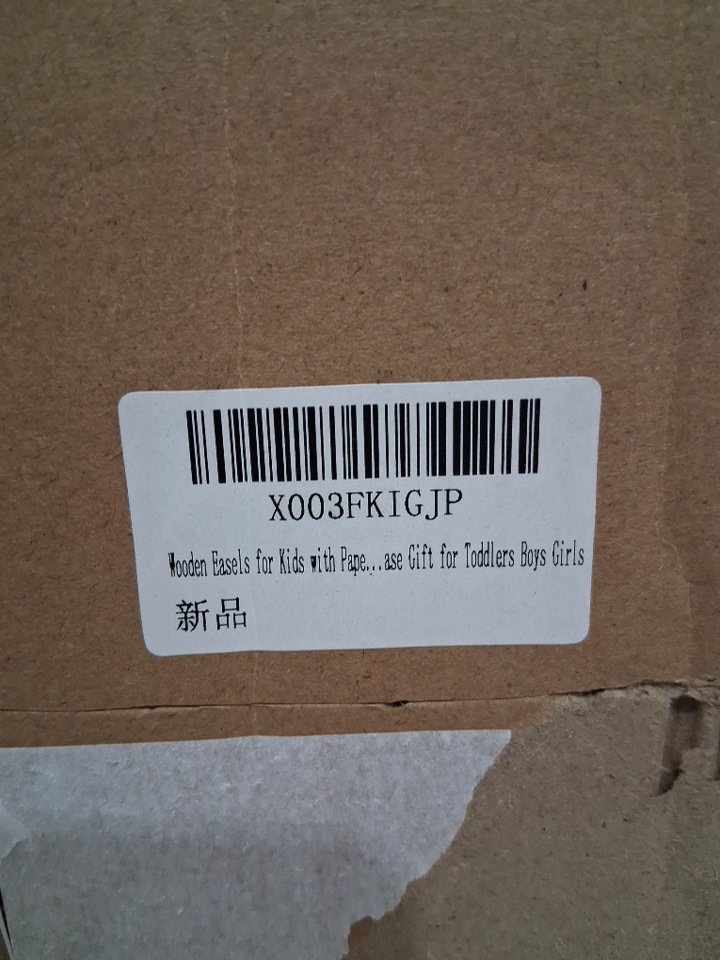 X003FKIGJP
Wooden Easels for Kids with Pape...ase Gift for Toddlers Boys Girls
新品